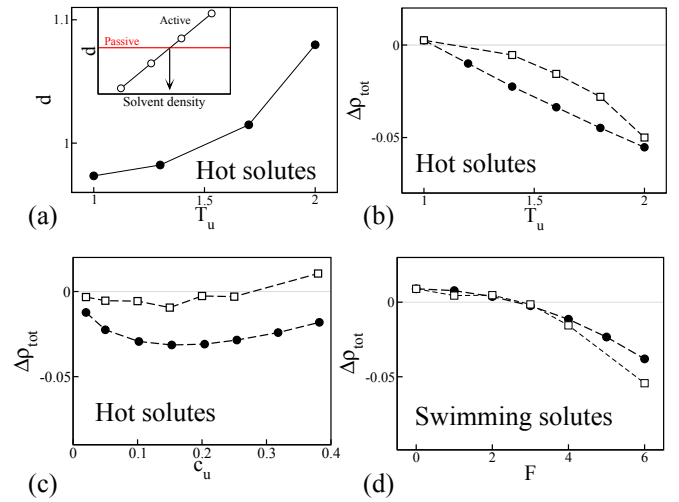 1.1
d
1
Active
Passive
d
Solvent density
Hot solutes
1 1.5 2
(a) T_u
0
Δρ_tot
-0.05
Hot solutes
1 1.5 2
(b) T_u
0
Δρ_tot
-0.05
Hot solutes
0 0.1 0.2 0.3 0.4
(c) c_u
0
Δρ_tot
-0.05
Swimming solutes
0 2 4 6
(d) F